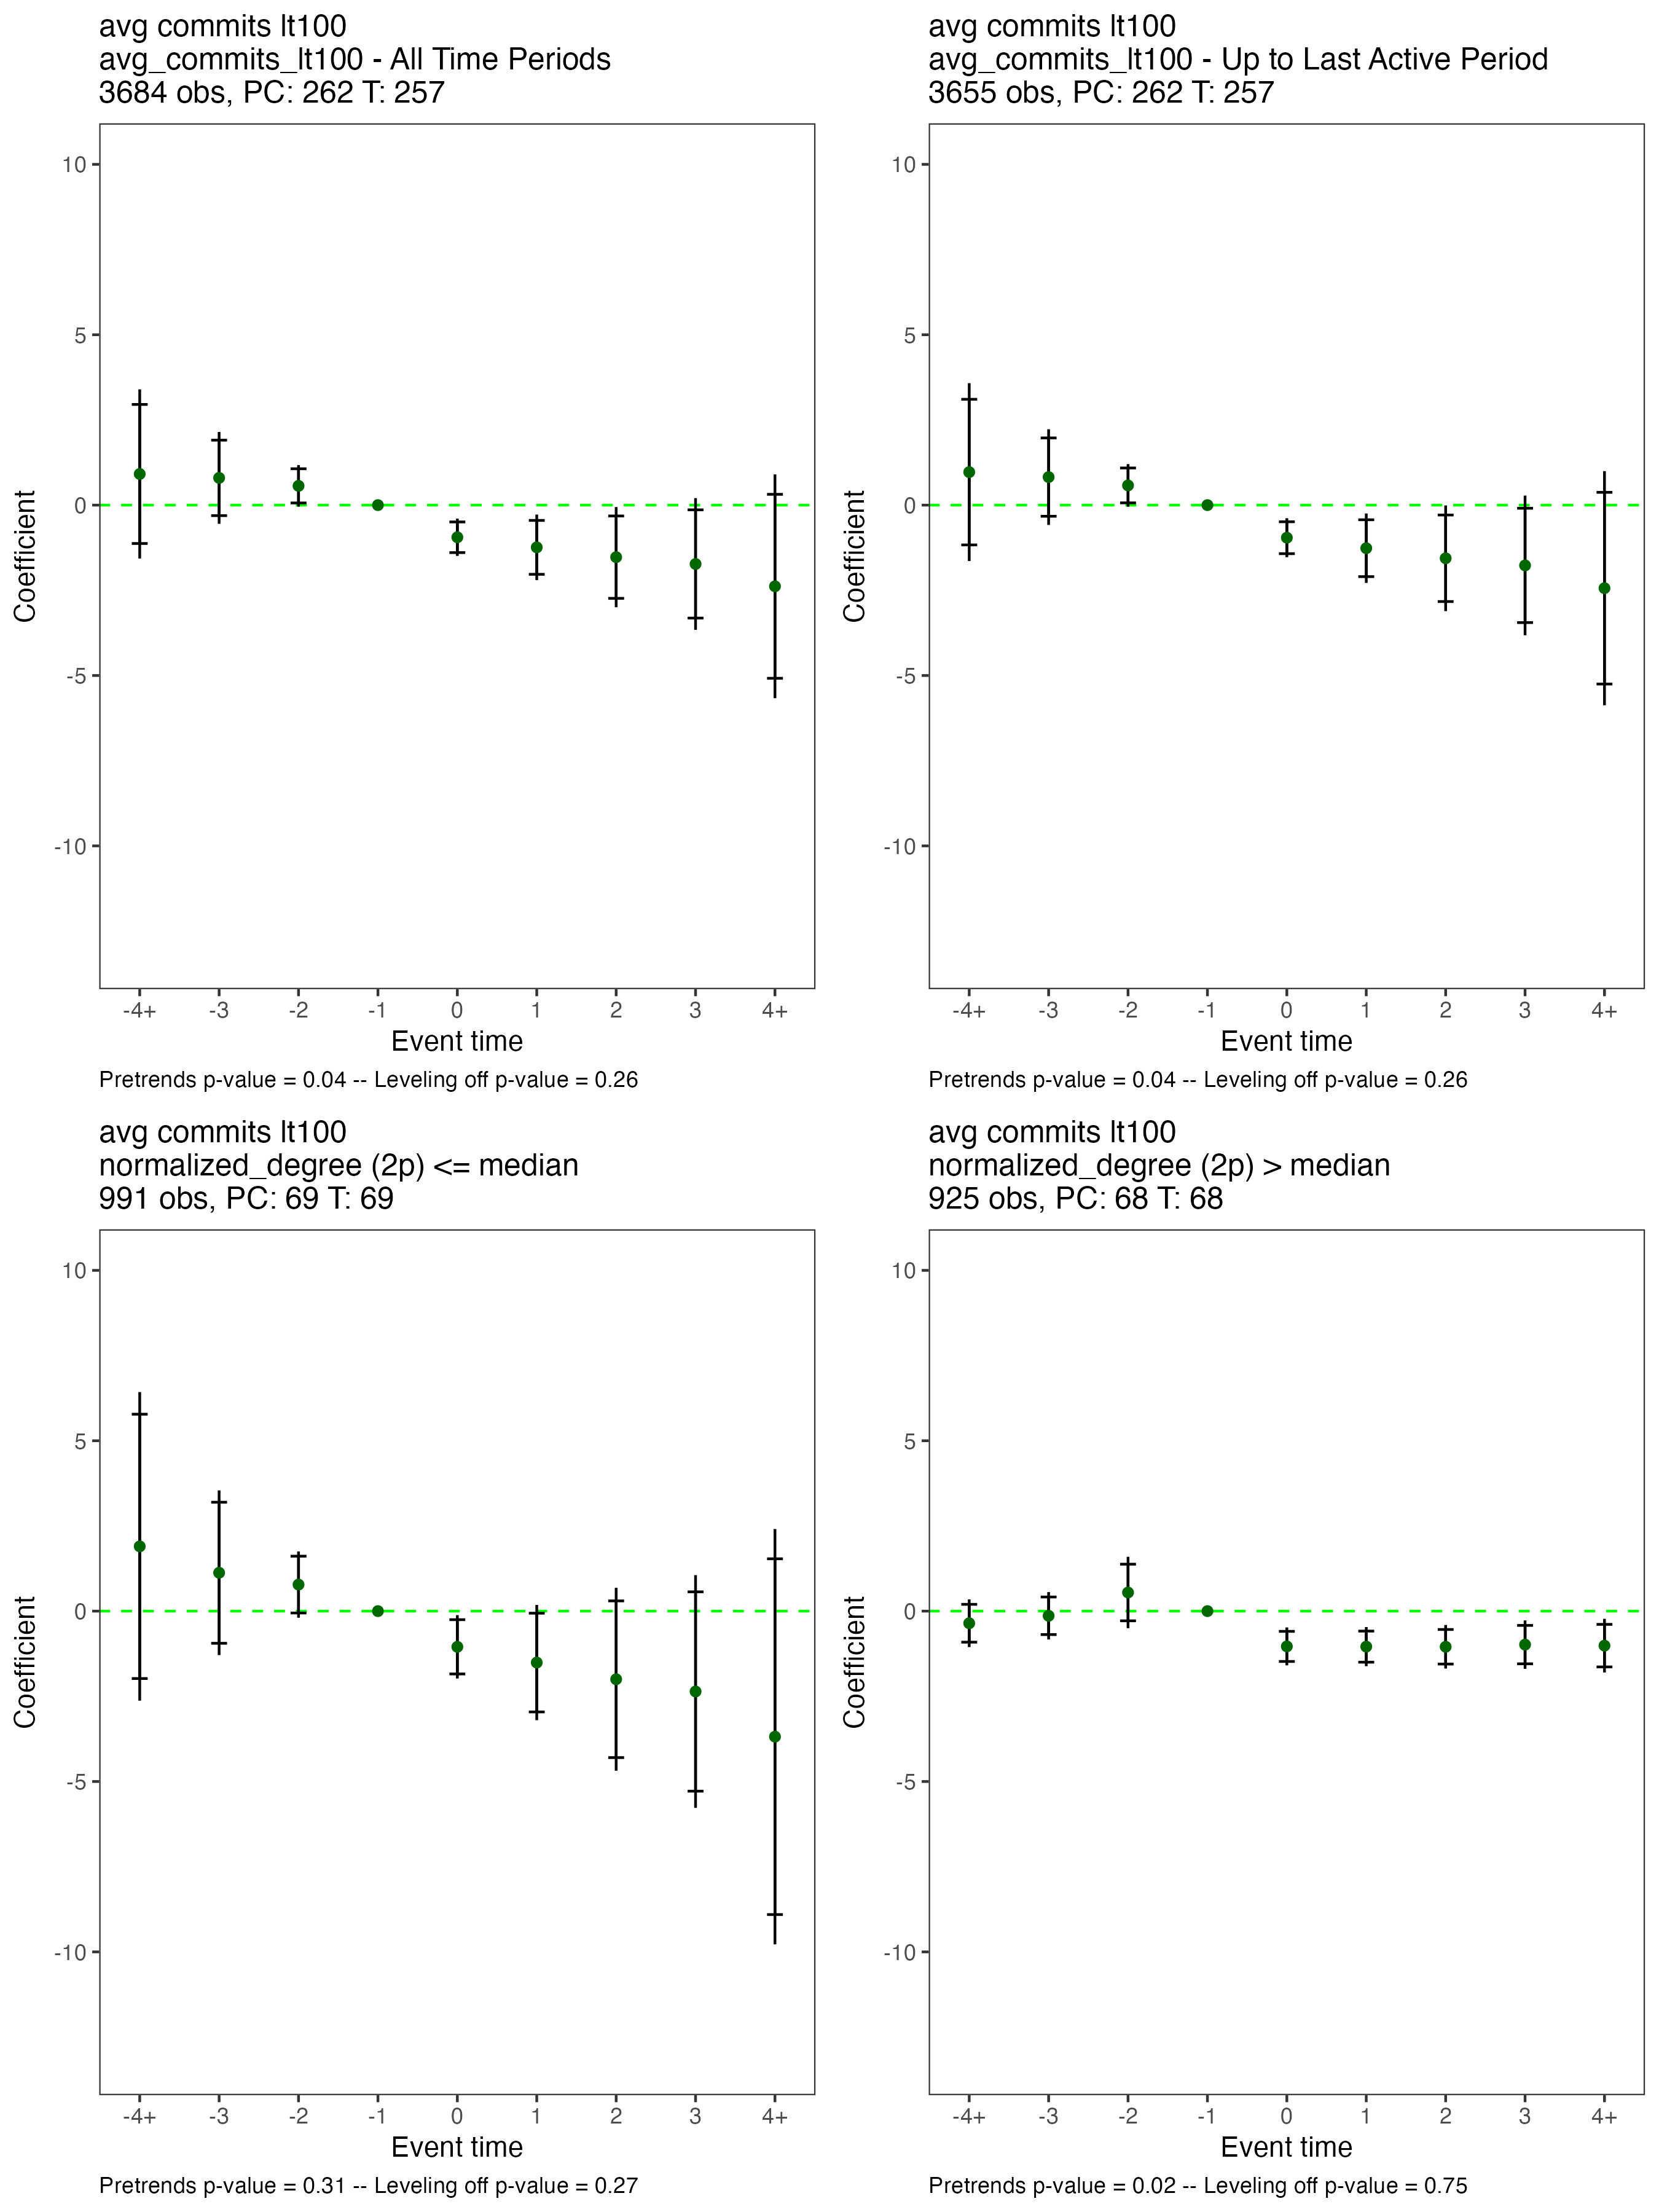 avg commits lt100
avg_commits_lt100 - All Time Periods
3684 obs, PC: 262 T: 257
10
5
0
-5
-10
Coefficient
-4+ -3 -2 -1 0 1 2 3 4+
Event time
Pretrends p-value = 0.04 -- Leveling off p-value = 0.26
avg commits lt100
avg_commits_lt100 - Up to Last Active Period
3655 obs, PC: 262 T: 257
10
5
0
-5
-10
Coefficient
-4+ -3 -2 -1 0 1 2 3 4+
Event time
Pretrends p-value = 0.04 -- Leveling off p-value = 0.26
avg commits lt100
normalized_degree (2p) <= median
991 obs, PC: 69 T: 69
10
5
0
-5
-10
Coefficient
-4+ -3 -2 -1 0 1 2 3 4+
Event time
Pretrends p-value = 0.31 -- Leveling off p-value = 0.27
avg commits lt100
normalized_degree (2p) > median
925 obs, PC: 68 T: 68
10
5
0
-5
-10
Coefficient
-4+ -3 -2 -1 0 1 2 3 4+
Event time
Pretrends p-value = 0.02 -- Leveling off p-value = 0.75